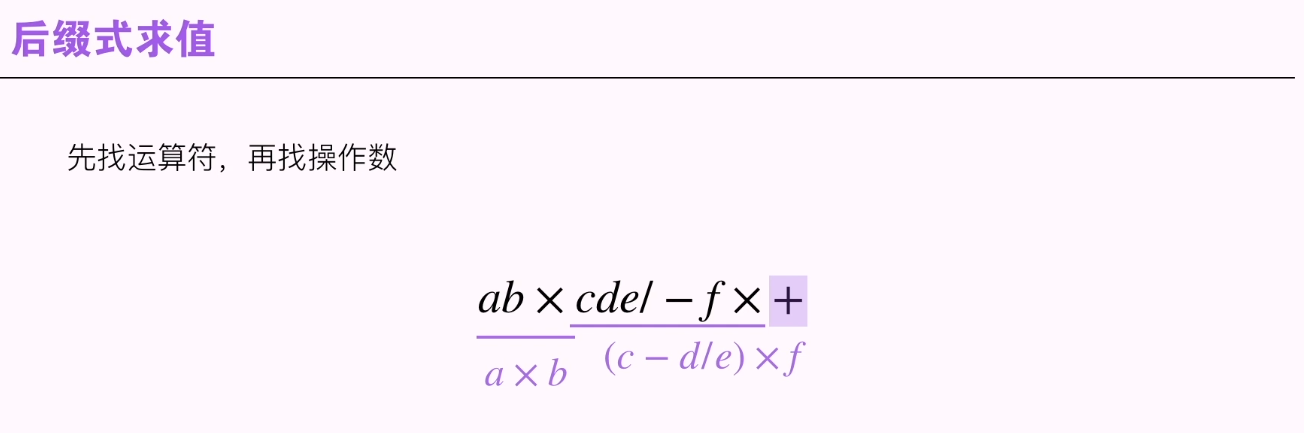 后缀式求值
先找运算符，再找操作数
ab × cde/ − f × +
a × b
(c − d/e) × f